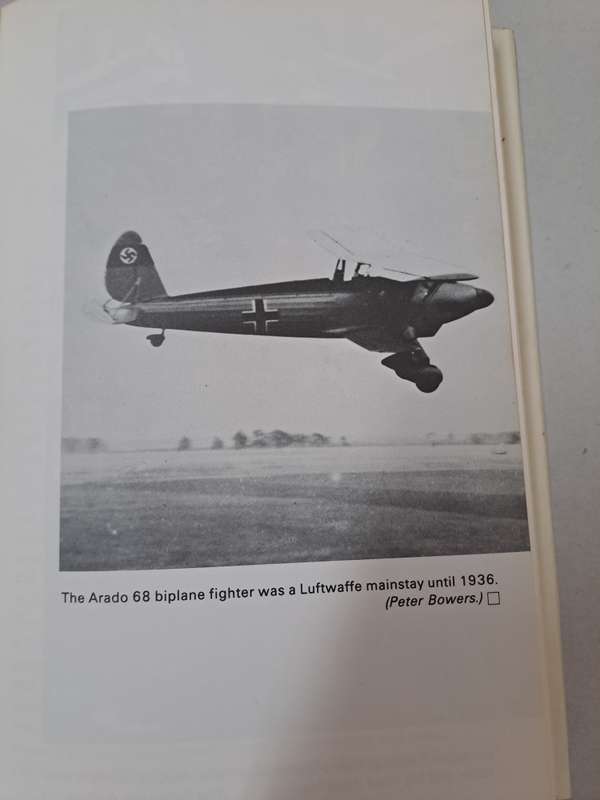 The Arado 68 biplane fighter was a Luftwaffe mainstay until 1936.
(Peter Bowers.) □